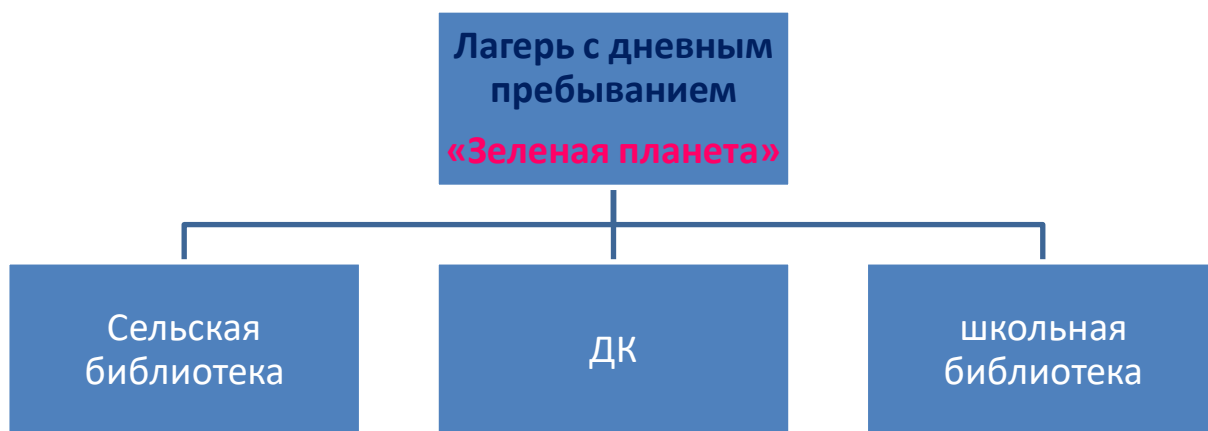 Лагерь с дневным
пребыванием
«Зеленая планета»
Сельская
библиотека
ДК
школьная
библиотека